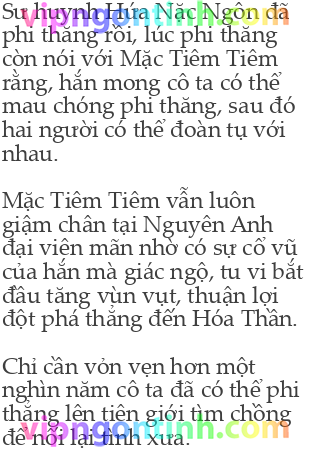 Sư huynh Hứa Nặc Ngôn đã
phi thăng rồi, lúc phi thăng
còn nói với Mặc Tiêm Tiêm
rằng, hắn mong cô ta có thể
mau chóng phi thăng, sau đó
hai người có thể đoàn tụ với
nhau.
Mặc Tiêm Tiêm vẫn luôn
giậm chân tại Nguyên Anh
đại viên mãn nhờ có sự cổ vũ
của hắn mà giác ngộ, tu vi bắt
đầu tăng vùn vụt, thuận lợi
đột phá thẳng đến Hóa Thần.
Chỉ cần vỏn vẹn hơn một
nghìn năm cô ta đã có thể phi
thăng lên tiên giới tìm chồng
để nối lại tình xưa.
vipngontinh.com
vipngontinh.com